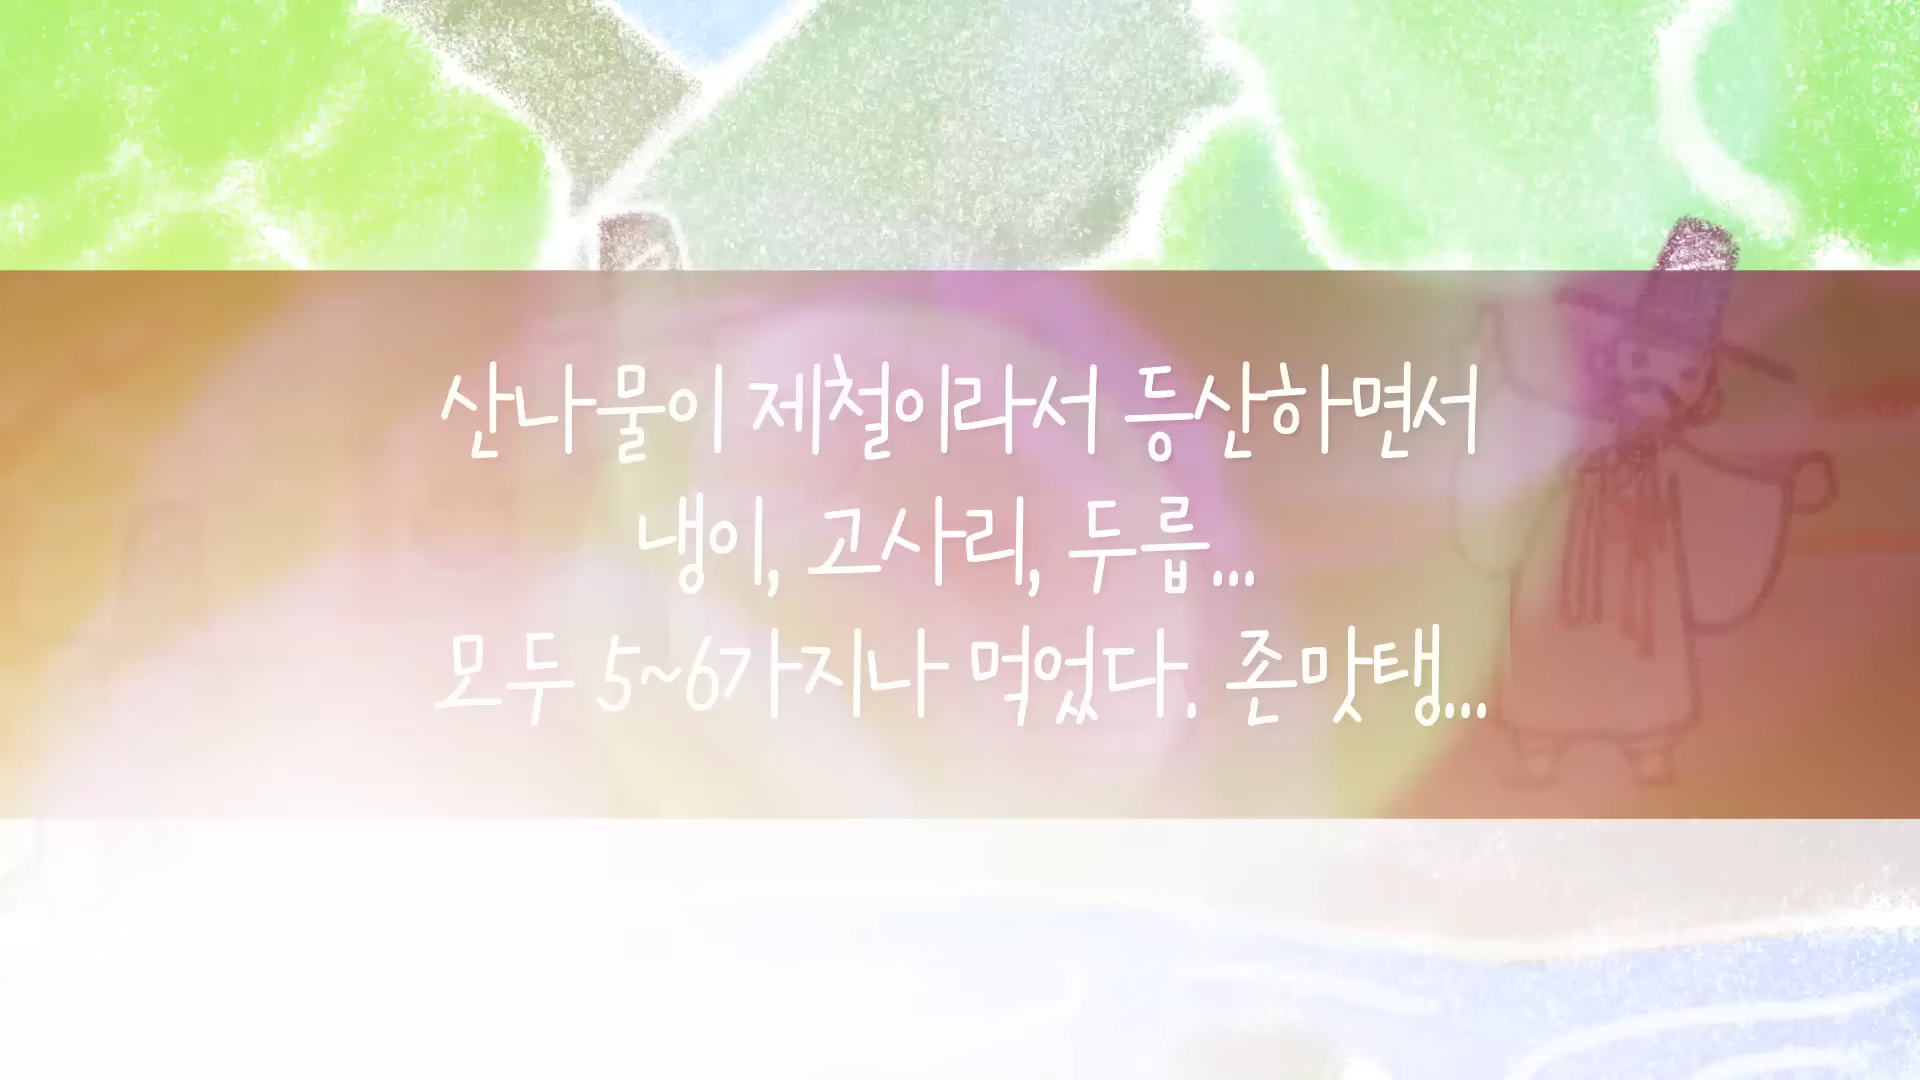 산나물이 제철이라서 등산하면서
냉이, 고사리, 두릅...
모두 5~6가지나 먹었다. 존맛탱...